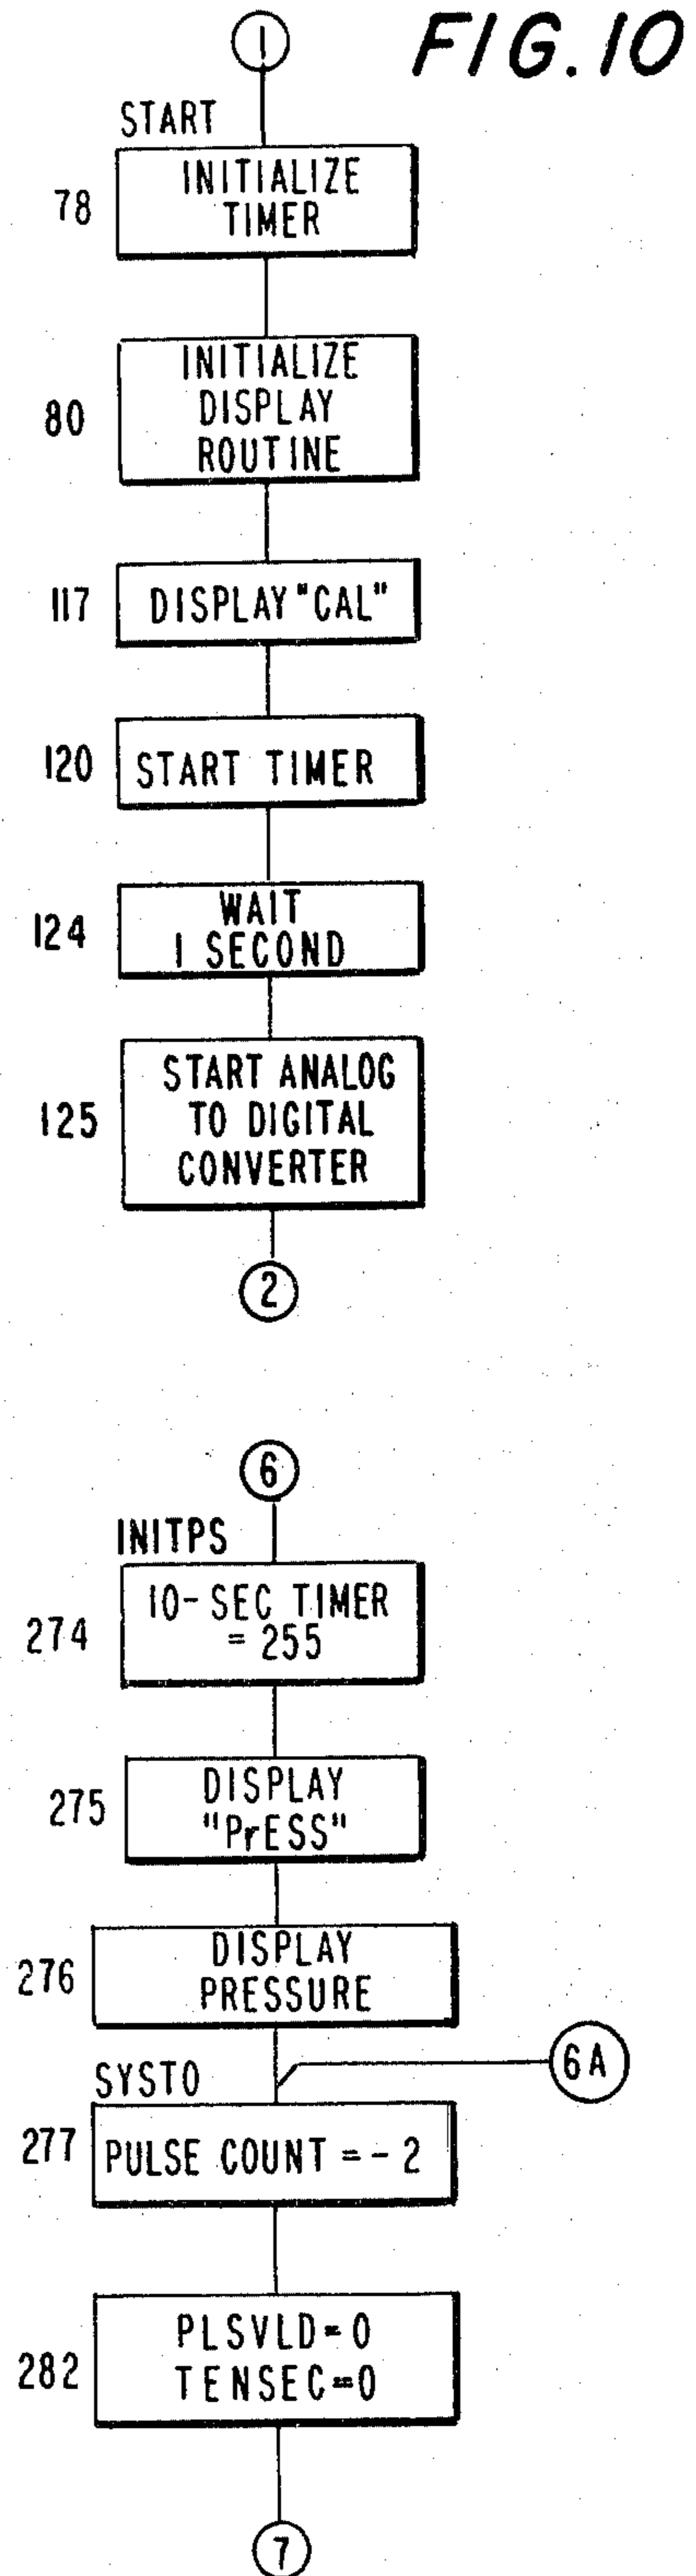 FIG. 10
1
START
78
INITIALIZE
TIMER
80
INITIALIZE
DISPLAY
ROUTINE
117
DISPLAY "CAL"
120
START TIMER
124
WAIT
1 SECOND
125
START ANALOG
TO DIGITAL
CONVERTER
2
6
INITPS
274
10-SEC TIMER
= 255
275
DISPLAY
"PrESS"
276
DISPLAY
PRESSURE
6A
SYSTO
277
PULSE COUNT = - 2
282
PLSVLD=0
TENSEC=0
7